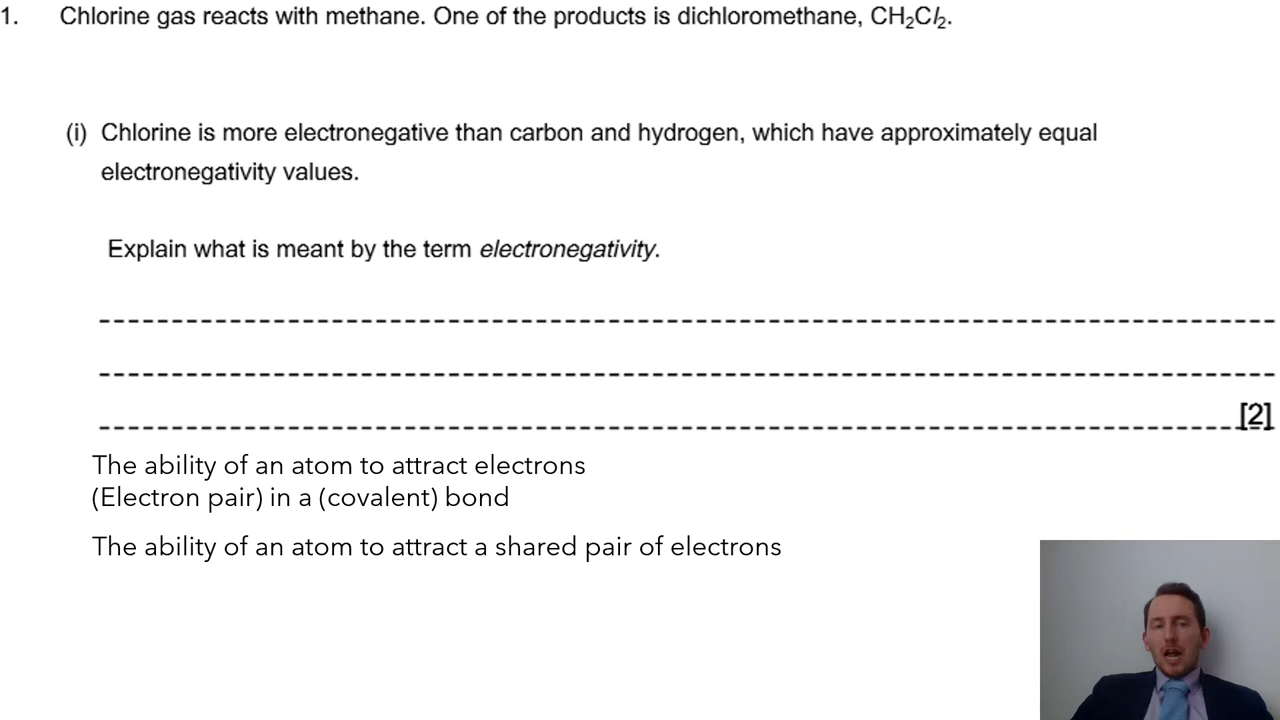 1. Chlorine gas reacts with methane. One of the products is dichloromethane, CH₂Cl₂.
(i) Chlorine is more electronegative than carbon and hydrogen, which have approximately equal
electronegativity values.
Explain what is meant by the term electronegativity.
[2]
The ability of an atom to attract electrons
(Electron pair) in a (covalent) bond
The ability of an atom to attract a shared pair of electrons